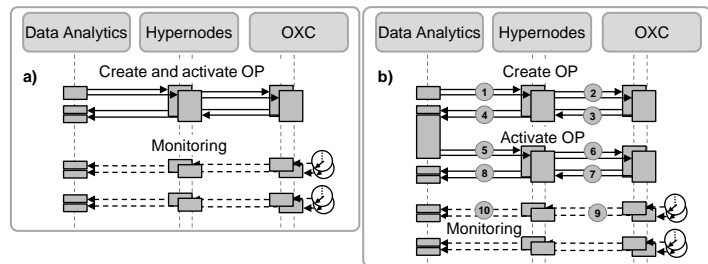 Data Analytics Hypernodes OXC
a)
Create and activate OP
Monitoring
Data Analytics Hypernodes OXC
b)
Create OP
1 2
4 3
Activate OP
5 6
8 7
10 9
Monitoring